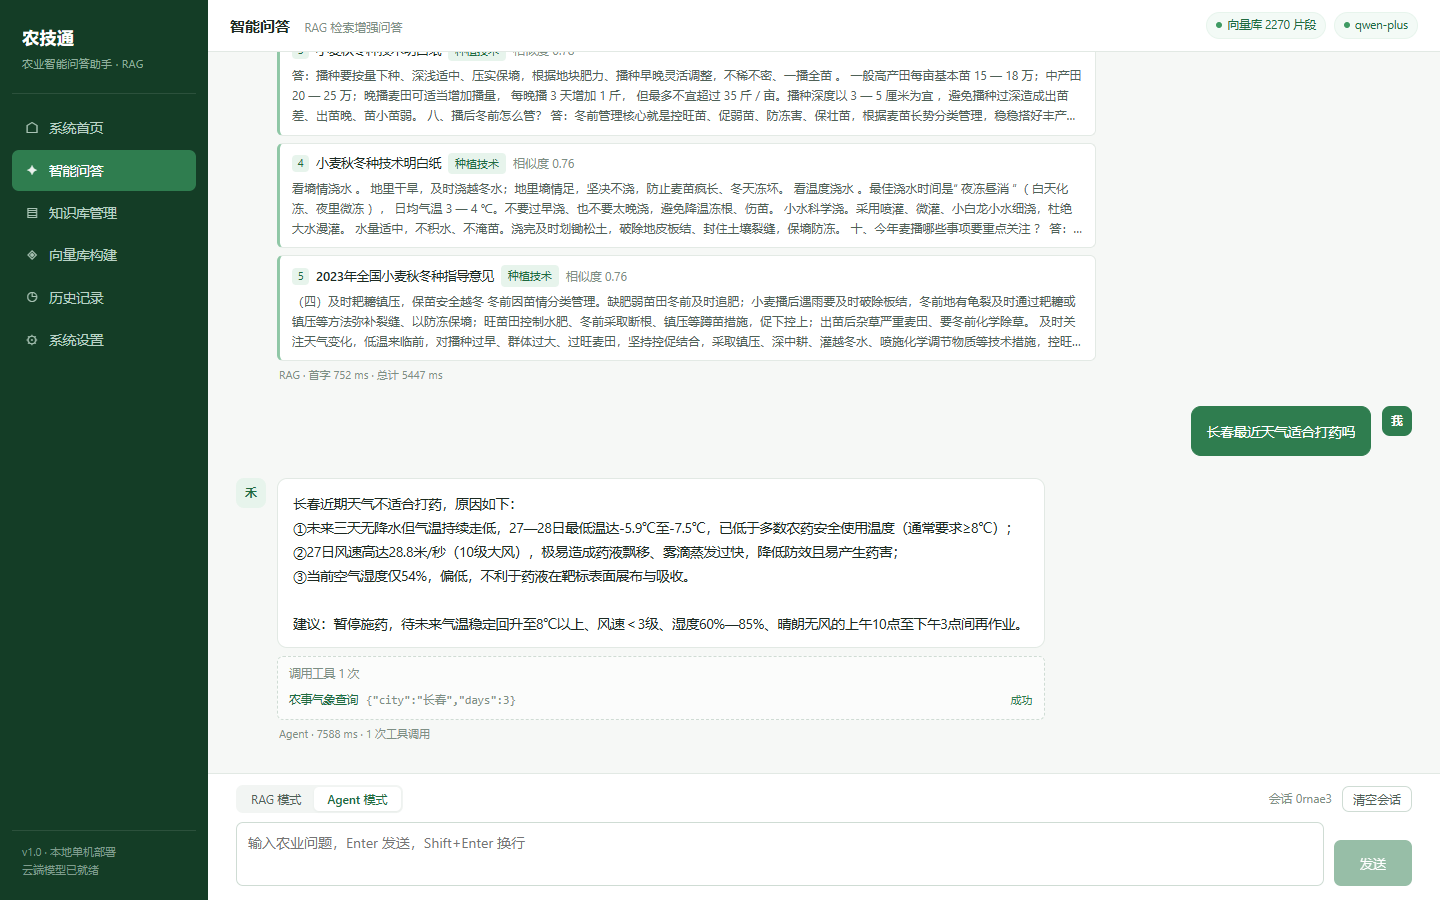 农技通
农业智能问答助手 · RAG
系统首页
智能问答
知识库管理
向量库构建
历史记录
系统设置
v1.0 · 本地单机部署
云端模型已就绪
智能问答 RAG 检索增强问答
向量库 2270 片段
qwen-plus
3 小麦秋冬种技术明白纸 种植技术 相似度 0.78
答：播种要按量下种、深浅适中、压实保墒，根据地块肥力、播种早晚灵活调整，不稀不密、一播全苗 。 一般高产田每亩基本苗 15 — 18 万；中产田
20 — 25 万；晚播麦田可适当增加播量， 每晚播 3 天增加 1 斤， 但最多不宜超过 35 斤 / 亩。播种深度以 3 — 5 厘米为宜 ，避免播种过深造成出苗
差、出苗晚、苗小苗弱。 八、播后冬前怎么管？ 答：冬前管理核心就是控旺苗、促弱苗、防冻害、保壮苗，根据麦苗长势分类管理，稳稳搭好丰产...
4 小麦秋冬种技术明白纸 种植技术 相似度 0.76
看墒情浇水 。 地里干旱，及时浇越冬水；地里墒情足，坚决不浇，防止麦苗疯长、冬天冻坏。 看温度浇水 。最佳浇水时间是“ 夜冻昼消 ”（ 白天化
冻、夜里微冻 ） ， 日均气温 3 — 4 ℃。不要过早浇、也不要太晚浇，避免降温冻根、伤苗。 小水科学浇。采用喷灌、微灌、小白龙小水细浇，杜绝
大水漫灌。 水量适中，不积水、不淹苗。浇完及时划锄松土，破除地皮板结、封住土壤裂缝，保墒防冻。 十、今年麦播哪些事项要重点关注 ？ 答：...
5 2023年全国小麦秋冬种指导意见 种植技术 相似度 0.76
（四）及时耙耱镇压，保苗安全越冬 冬前因苗情分类管理。缺肥弱苗田冬前及时追肥；小麦播后遇雨要及时破除板结，冬前地有龟裂及时通过耙耱或
镇压等方法弥补裂缝、以防冻保墒；旺苗田控制水肥、冬前采取断根、镇压等蹲苗措施，促下控上；出苗后杂草严重麦田、要冬前化学除草。 及时关
注天气变化，低温来临前，对播种过早、群体过大、过旺麦田，坚持控促结合，采取镇压、深中耕、灌越冬水、喷施化学调节物质等技术措施，控旺...
RAG · 首字 752 ms · 总计 5447 ms
长春最近天气适合打药吗
我
禾
长春近期天气不适合打药，原因如下：
①未来三天无降水但气温持续走低，27—28日最低温达-5.9℃至-7.5℃，已低于多数农药安全使用温度（通常要求≥8℃）；
②27日风速高达28.8米/秒（10级大风），极易造成药液飘移、雾滴蒸发过快，降低防效且易产生药害；
③当前空气湿度仅54%，偏低，不利于药液在靶标表面展布与吸收。
建议：暂停施药，待未来气温稳定回升至8℃以上、风速＜3级、湿度60%—85%、晴朗无风的上午10点至下午3点间再作业。
调用工具 1 次
农事气象查询 {"city":"长春","days":3} 成功
Agent · 7588 ms · 1 次工具调用
RAG 模式
Agent 模式
会话 0mae3
清空会话
输入农业问题，Enter 发送，Shift+Enter 换行
发送